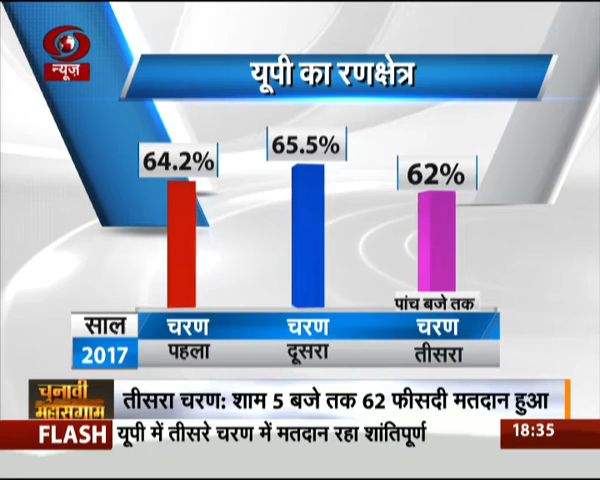 न्यूज़
यूपी का रणक्षेत्र
64.2%
65.5%
62%
पांच बजे तक
साल चरण चरण चरण
2017 पहला दूसरा तीसरा
चुनावी
महासंग्राम
तीसरा चरण: शाम 5 बजे तक 62 फीसदी मतदान हुआ
FLASH यूपी में तीसरे चरण में मतदान रहा शांतिपूर्ण 18:35